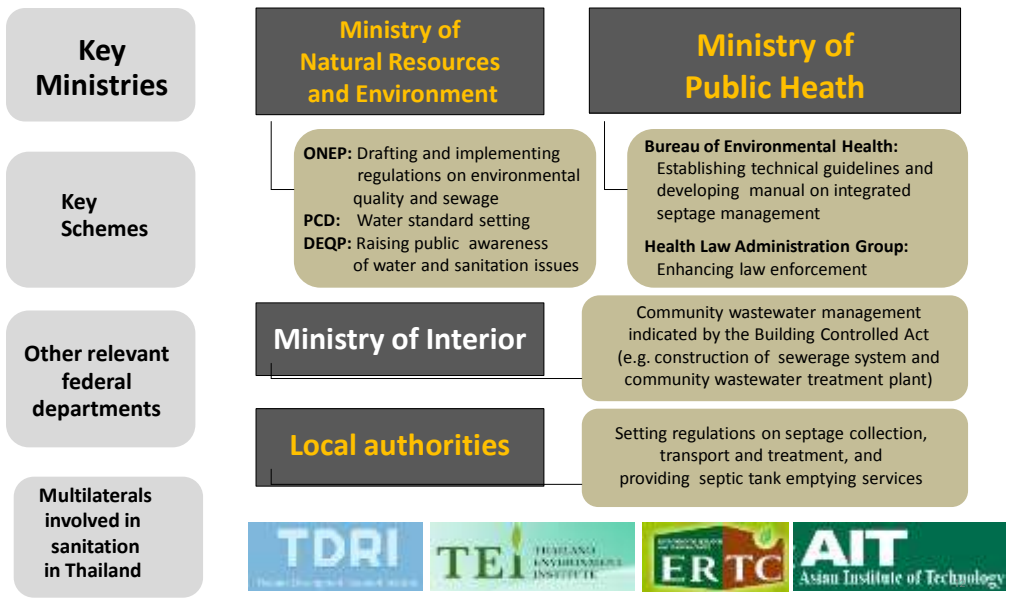 Key
Ministries
Ministry of
Natural Resources
and Environment
Ministry of
Public Heath
Key
Schemes
ONEP: Drafting and implementing
regulations on environmental
quality and sewage
PCD: Water standard setting
DEQP: Raising public awareness
of water and sanitation issues
Bureau of Environmental Health:
Establishing technical guidelines and
developing manual on integrated
septage management
Health Law Administration Group:
Enhancing law enforcement
Other relevant
federal
departments
Ministry of Interior
Community wastewater management
indicated by the Building Controlled Act
(e.g. construction of sewerage system and
community wastewater treatment plant)
Local authorities
Setting regulations on septage collection,
transport and treatment, and
providing septic tank emptying services
Multilaterals
involved in
sanitation
in Thailand
TDRI
TEi
THAILAND
ENVIRONMENT
INSTITUTE
ERTC
AIT
Asian Institute of Technology